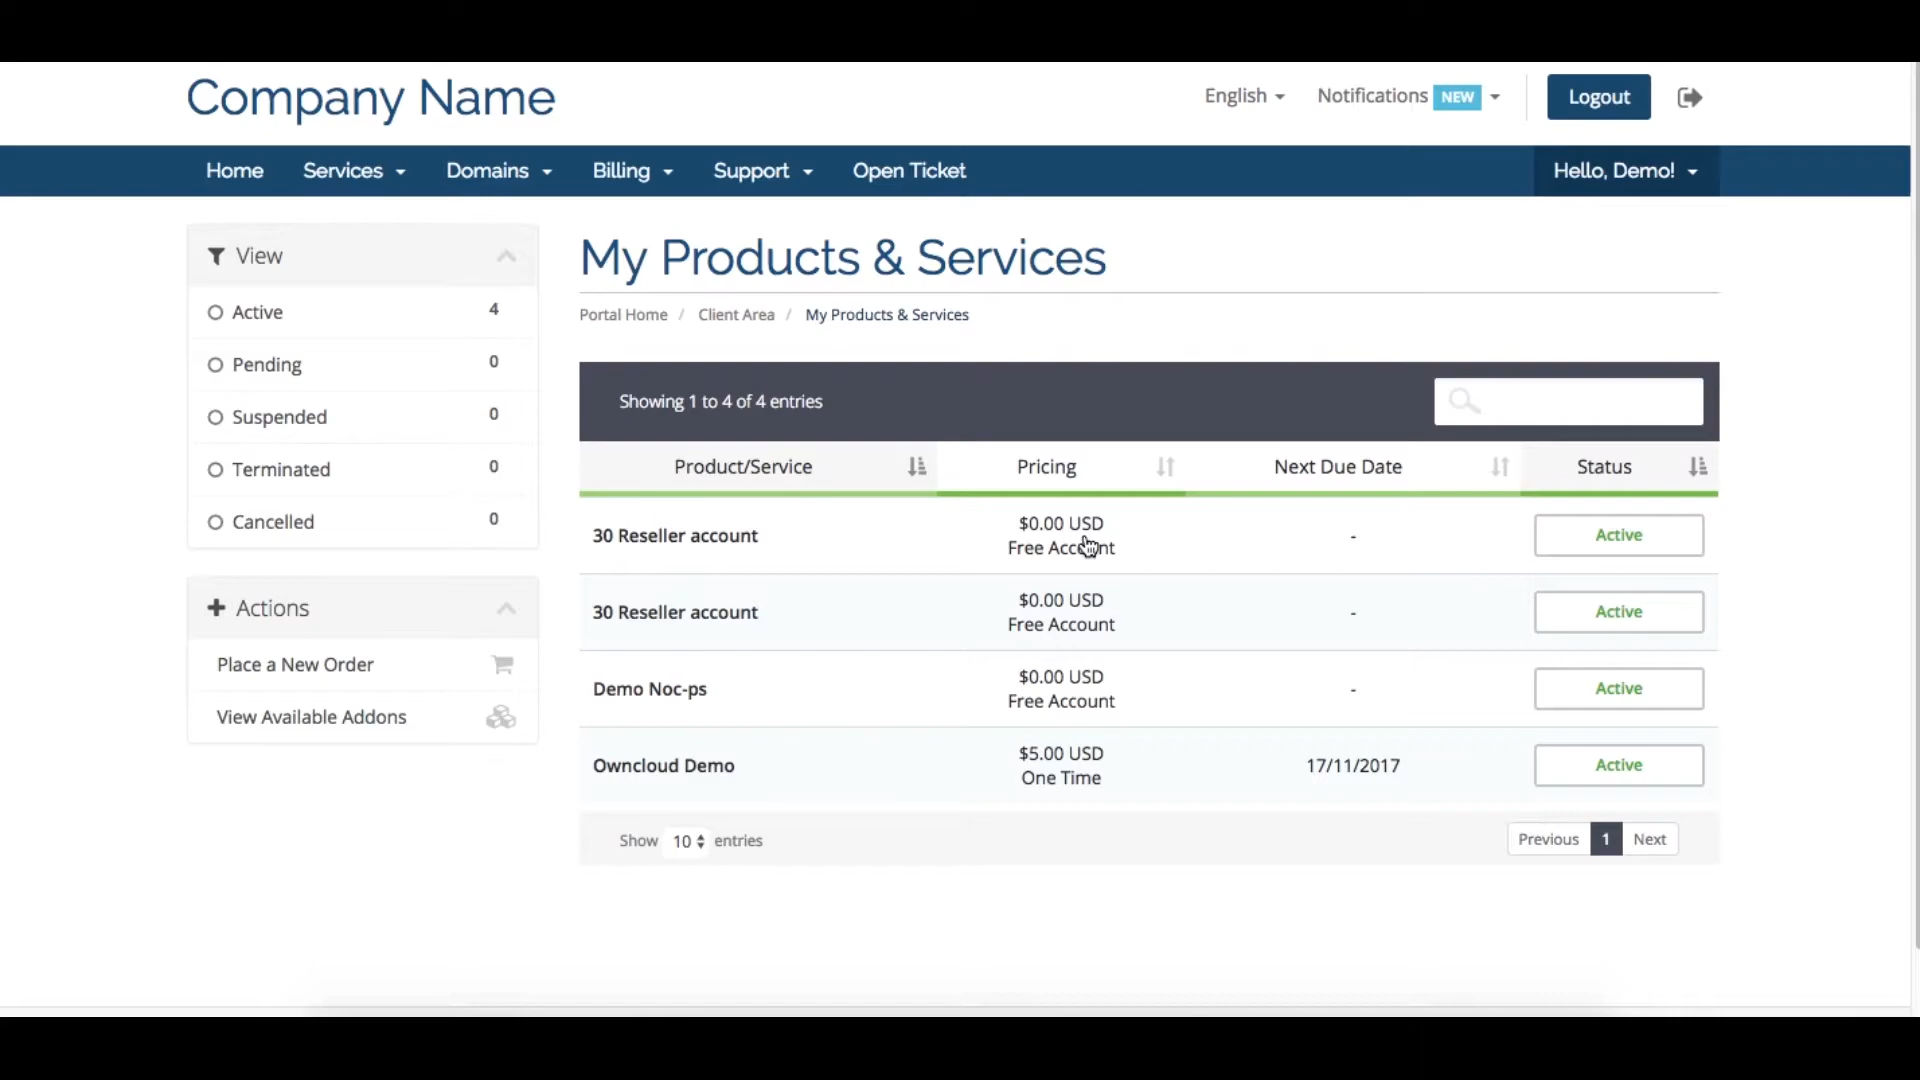 Company Name
English
Notifications NEW
Logout
Home Services Domains Billing Support Open Ticket
Hello, Demo!
View
Active 4
Pending 0
Suspended 0
Terminated 0
Cancelled 0
Actions
Place a New Order
View Available Addons
My Products & Services
Portal Home / Client Area / My Products & Services
Showing 1 to 4 of 4 entries
Product/Service Pricing Next Due Date Status
30 Reseller account $0.00 USD - Active
Free Account
30 Reseller account $0.00 USD - Active
Free Account
Demo Noc-ps $0.00 USD - Active
Free Account
Owncloud Demo $5.00 USD 17/11/2017 Active
One Time
Show 10 entries
Previous 1 Next